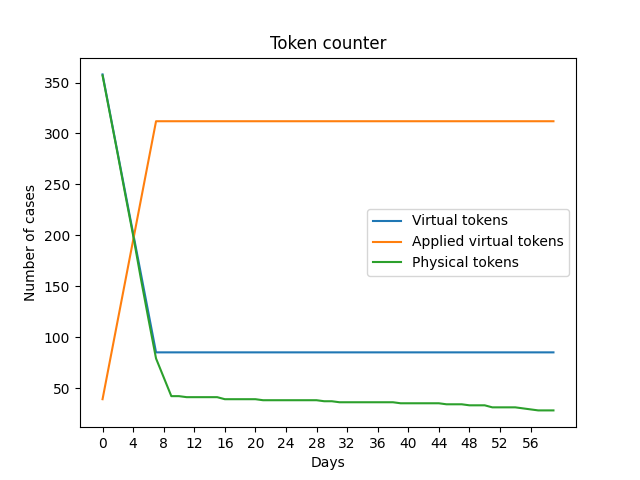 Token counter
Number of cases
350
300
250
200
150
100
50
Virtual tokens
Applied virtual tokens
Physical tokens
0 4 8 12 16 20 24 28 32 36 40 44 48 52 56
Days